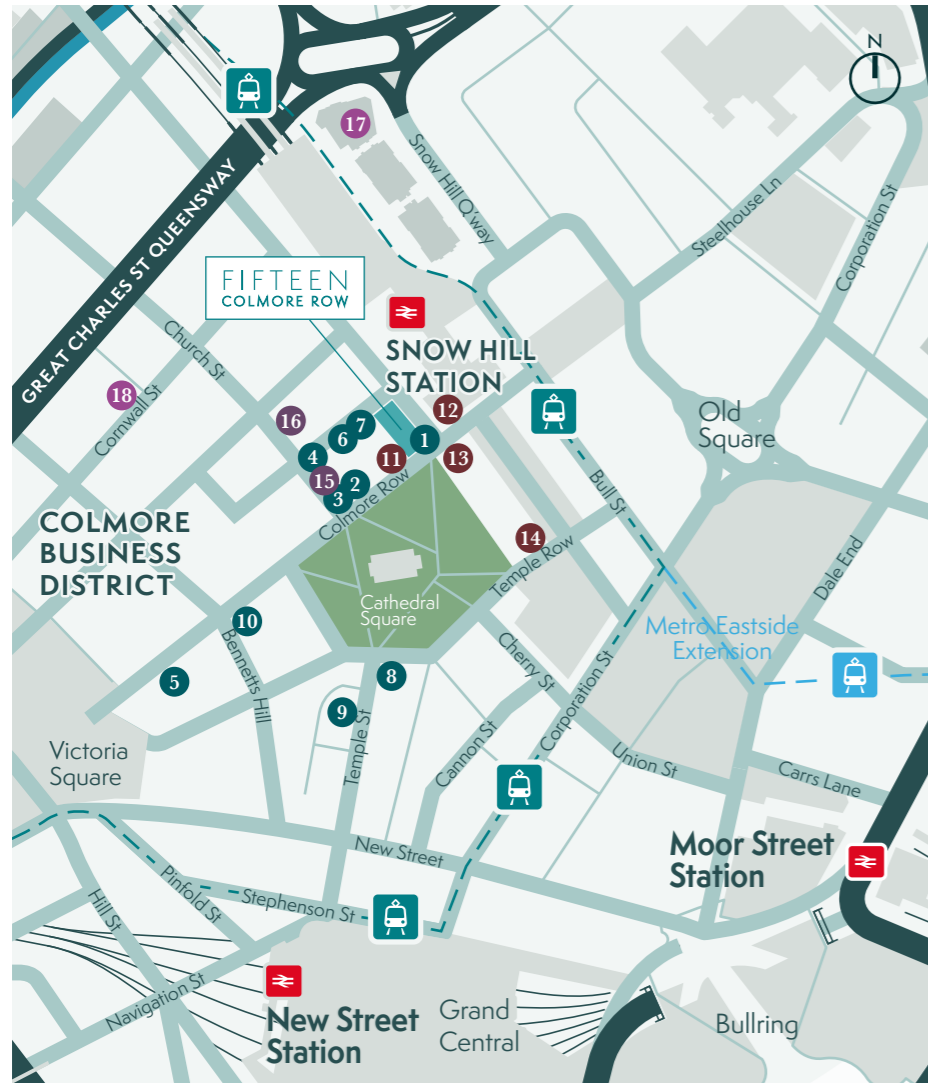 N
17
Snow Hill Q'way
GREAT CHARLES ST QUEENSWAY
Steelhouse Ln
Corporation St
FIFTEEN
COLMORE ROW
Church St
SNOW HILL
STATION
18
Cornwall St
12
16
7
6
1
Old
Square
4
11
13
15
2
3
Colmore Row
Bull St
COLMORE
BUSINESS
DISTRICT
14
Temple Row
Dale End
Cathedral
Square
10
Bennetts Hill
Metro Eastside
Extension
Cherry St
5
8
9
Temple St
Cannon St
Corporation St
Victoria
Square
Union St
Carrs Lane
New Street
Moor Street
Station
Pinfold St
Hill St
Stephenson St
Navigation St
New Street
Station
Grand
Central
Bullring